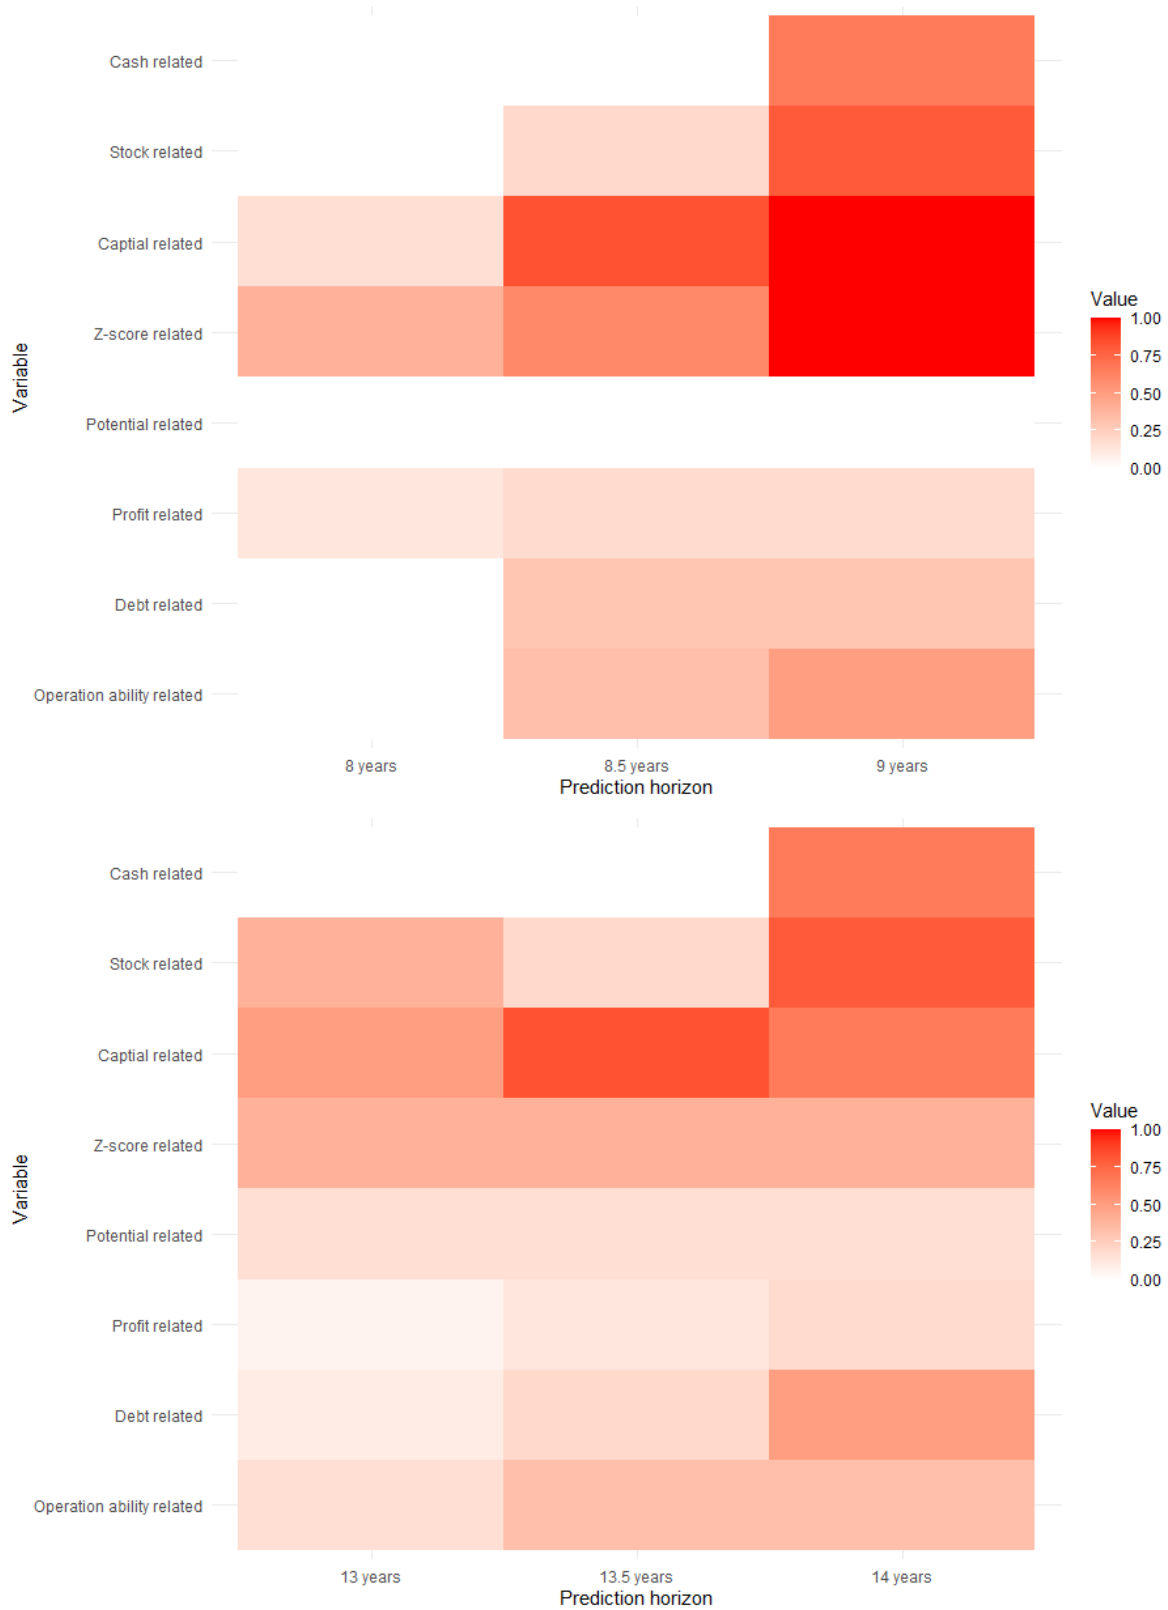 Cash related
Stock related
Captial related
Z-score related
Potential related
Profit related
Debt related
Operation ability related
Variable
8 years
8.5 years
9 years
Prediction horizon
Value
1.00
0.75
0.50
0.25
0.00
Cash related
Stock related
Captial related
Z-score related
Potential related
Profit related
Debt related
Operation ability related
Variable
13 years
13.5 years
14 years
Prediction horizon
Value
1.00
0.75
0.50
0.25
0.00